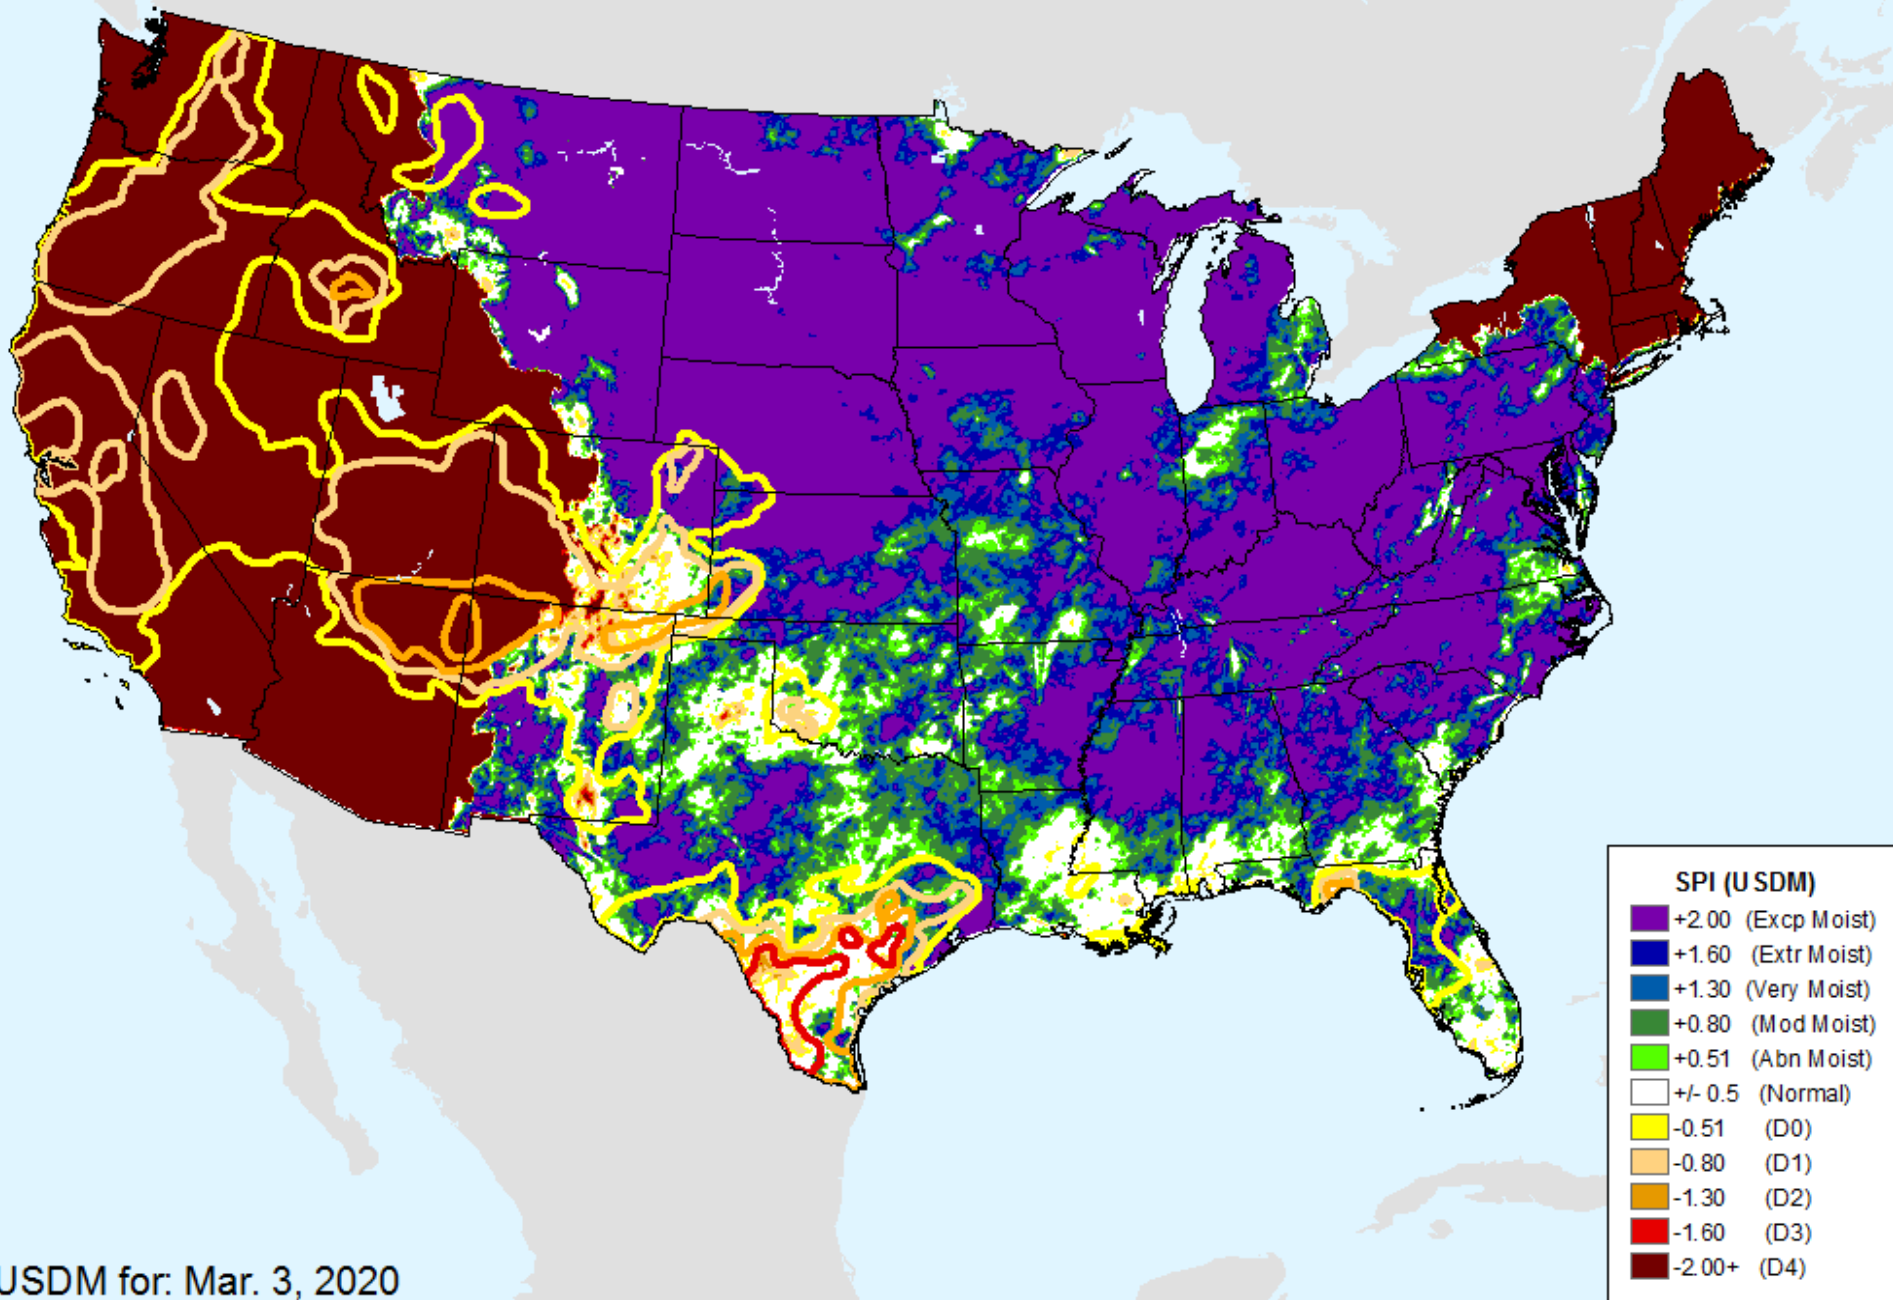 SPI (USDM)
+2.00 (Excp Moist)
+1.60 (Extr Moist)
+1.30 (Very Moist)
+0.80 (Mod Moist)
+0.51 (Abn Moist)
+/- 0.5 (Normal)
-0.51 (D0)
-0.80 (D1)
-1.30 (D2)
-1.60 (D3)
-2.00+ (D4)
USDM for: Mar. 3, 2020